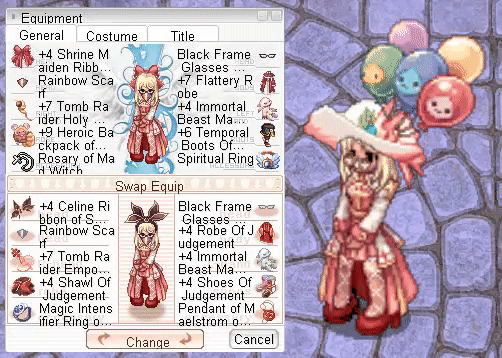 Equipment
General Costume Title
+4 Shrine M
aiden Ribb...
Rainbow Sca
rf
+7 Tomb Ra
ider Holy ...
+9 Heroic Ba
ckpack of...
Rosary of Ma
d Witch
Black Frame
Glasses ...
+7 Flattery R
obe
+4 Immortal
Beast Ma...
+6 Temporal
Boots Of...
Spiritual Ring
Swap Equip
+4 Celine Ri
bbon of S...
Rainbow Sca
rf
+7 Tomb Ra
ider Empo...
+4 Shawl Of
Judgement
Magic Intens
ifier Ring o...
Black Frame
Glasses ...
+4 Robe Of J
udgement
+4 Immortal
Beast Ma...
+4 Shoes Of
Judgement
Pendant of M
aelstrom o...
Change
Cancel